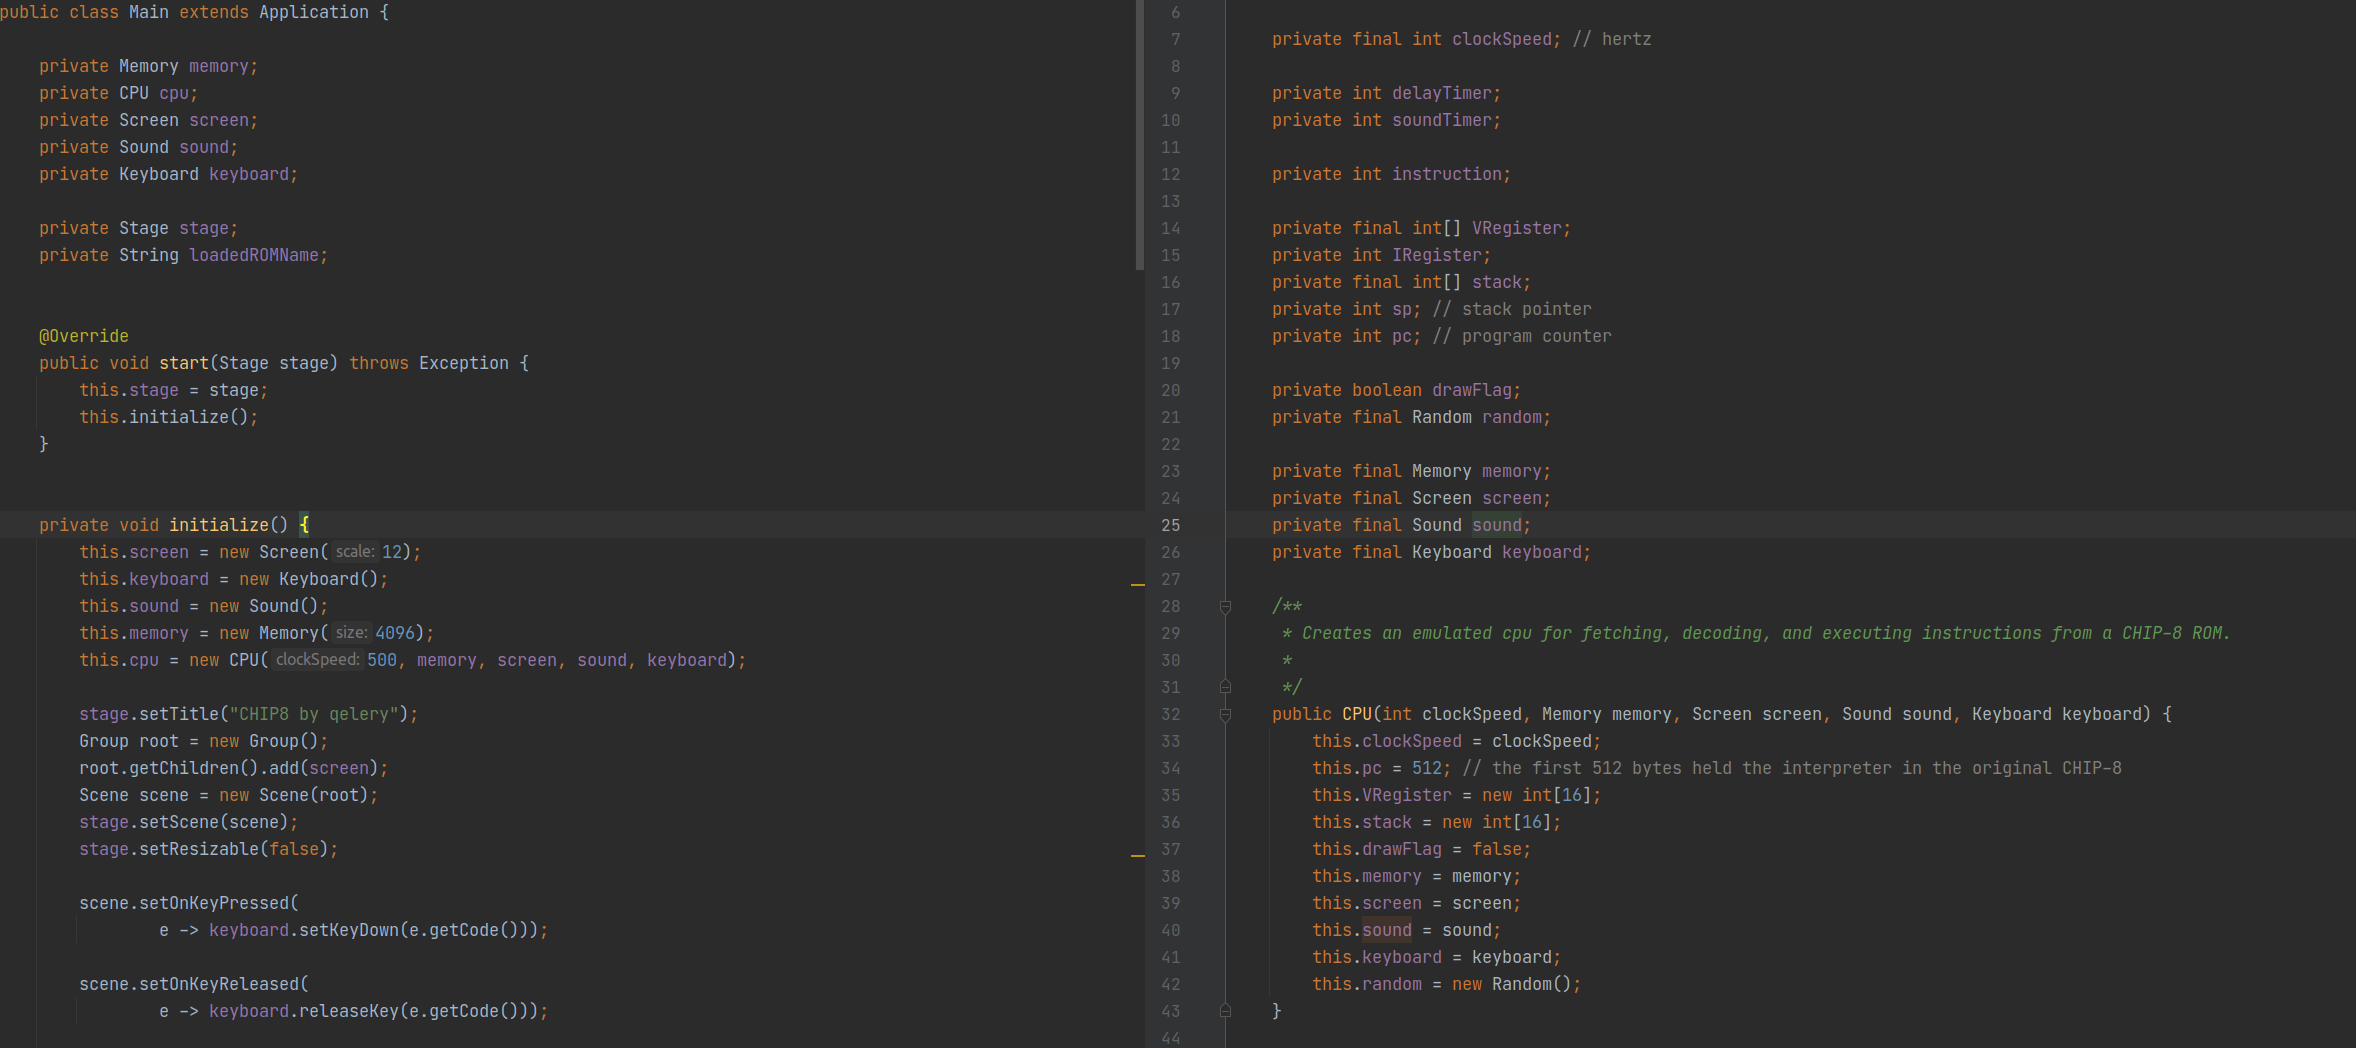 public class Main extends Application {
private Memory memory;
private CPU cpu;
private Screen screen;
private Sound sound;
private Keyboard keyboard;
private Stage stage;
private String loadedROMName;
@Override
public void start(Stage stage) throws Exception {
this.stage = stage;
this.initialize();
}
private void initialize() {
this.screen = new Screen( scale: 12);
this.keyboard = new Keyboard();
this.sound = new Sound();
this.memory = new Memory( size: 4096);
this.cpu = new CPU( clockSpeed: 500, memory, screen, sound, keyboard);
stage.setTitle("CHIP8 by qelery");
Group root = new Group();
root.getChildren().add(screen);
Scene scene = new Scene(root);
stage.setScene(scene);
stage.setResizable(false);
scene.setOnKeyPressed(
e -> keyboard.setKeyDown(e.getCode()));
scene.setOnKeyReleased(
e -> keyboard.releaseKey(e.getCode()));
6
7 private final int clockSpeed; // hertz
8
9 private int delayTimer;
10 private int soundTimer;
11
12 private int instruction;
13
14 private final int[] VRegister;
15 private int IRegister;
16 private final int[] stack;
17 private int sp; // stack pointer
18 private int pc; // program counter
19
20 private boolean drawFlag;
21 private final Random random;
22
23 private final Memory memory;
24 private final Screen screen;
25 private final Sound sound;
26 private final Keyboard keyboard;
27
28 /**
29 * Creates an emulated cpu for fetching, decoding, and executing instructions from a CHIP-8 ROM.
30 *
31 */
32 public CPU(int clockSpeed, Memory memory, Screen screen, Sound sound, Keyboard keyboard) {
33 this.clockSpeed = clockSpeed;
34 this.pc = 512; // the first 512 bytes held the interpreter in the original CHIP-8
35 this.VRegister = new int[16];
36 this.stack = new int[16];
37 this.drawFlag = false;
38 this.memory = memory;
39 this.screen = screen;
40 this.sound = sound;
41 this.keyboard = keyboard;
42 this.random = new Random();
43 }
44